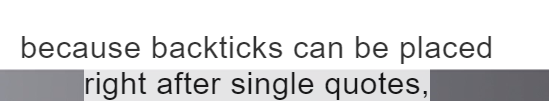 because backticks can be placed
right after single quotes,